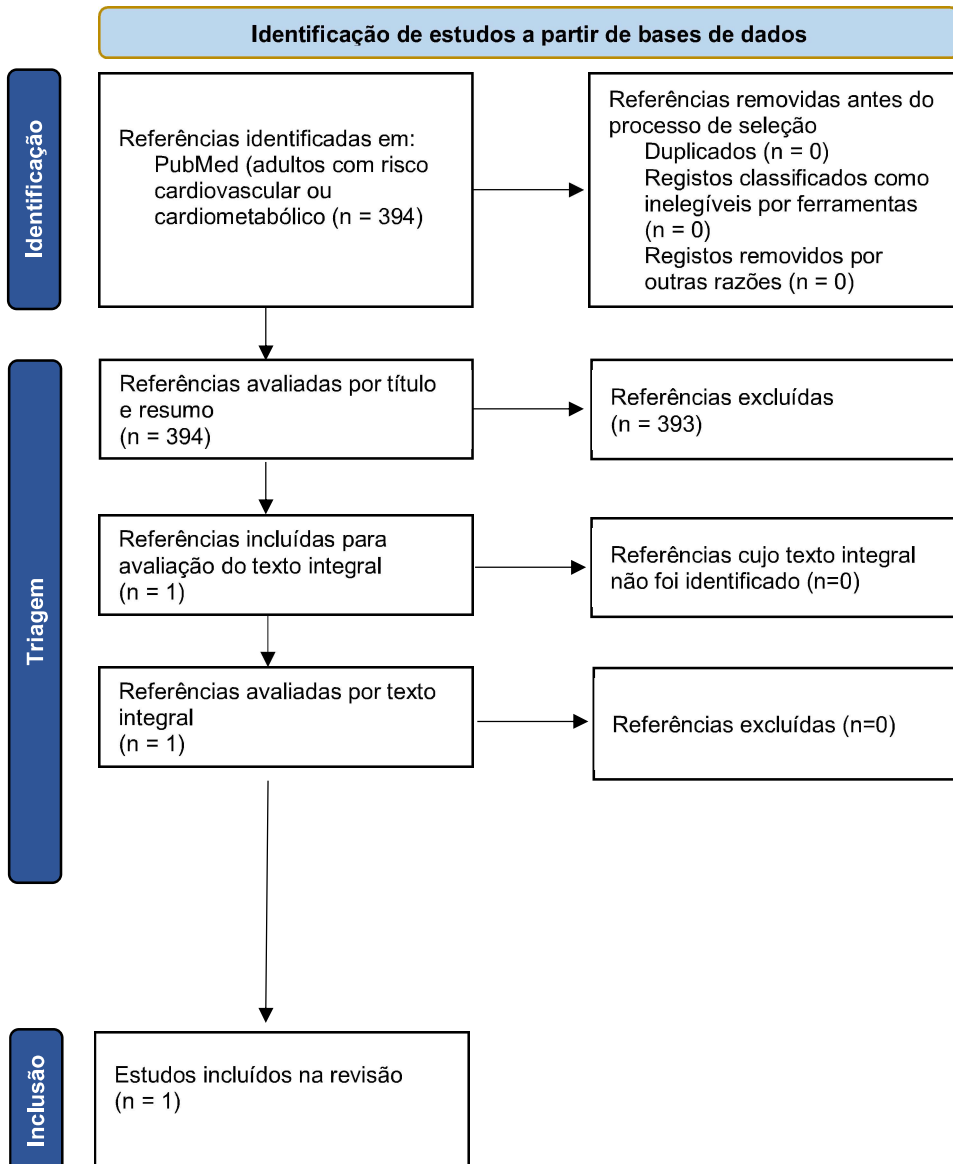 Identificação de estudos a partir de bases de dados
Identificação
Referências identificadas em:
PubMed (adultos com risco
cardiovascular ou
cardiometabólico (n = 394)
Referências removidas antes do
processo de seleção
Duplicados (n = 0)
Registos classificados como
inelegíveis por ferramentas
(n = 0)
Registos removidos por
outras razões (n = 0)
Triagem
Referências avaliadas por título
e resumo
(n = 394)
Referências excluídas
(n = 393)
Referências incluídas para
avaliação do texto integral
(n = 1)
Referências cujo texto integral
não foi identificado (n=0)
Referências avaliadas por texto
integral
(n = 1)
Referências excluídas (n=0)
Inclusão
Estudos incluídos na revisão
(n = 1)